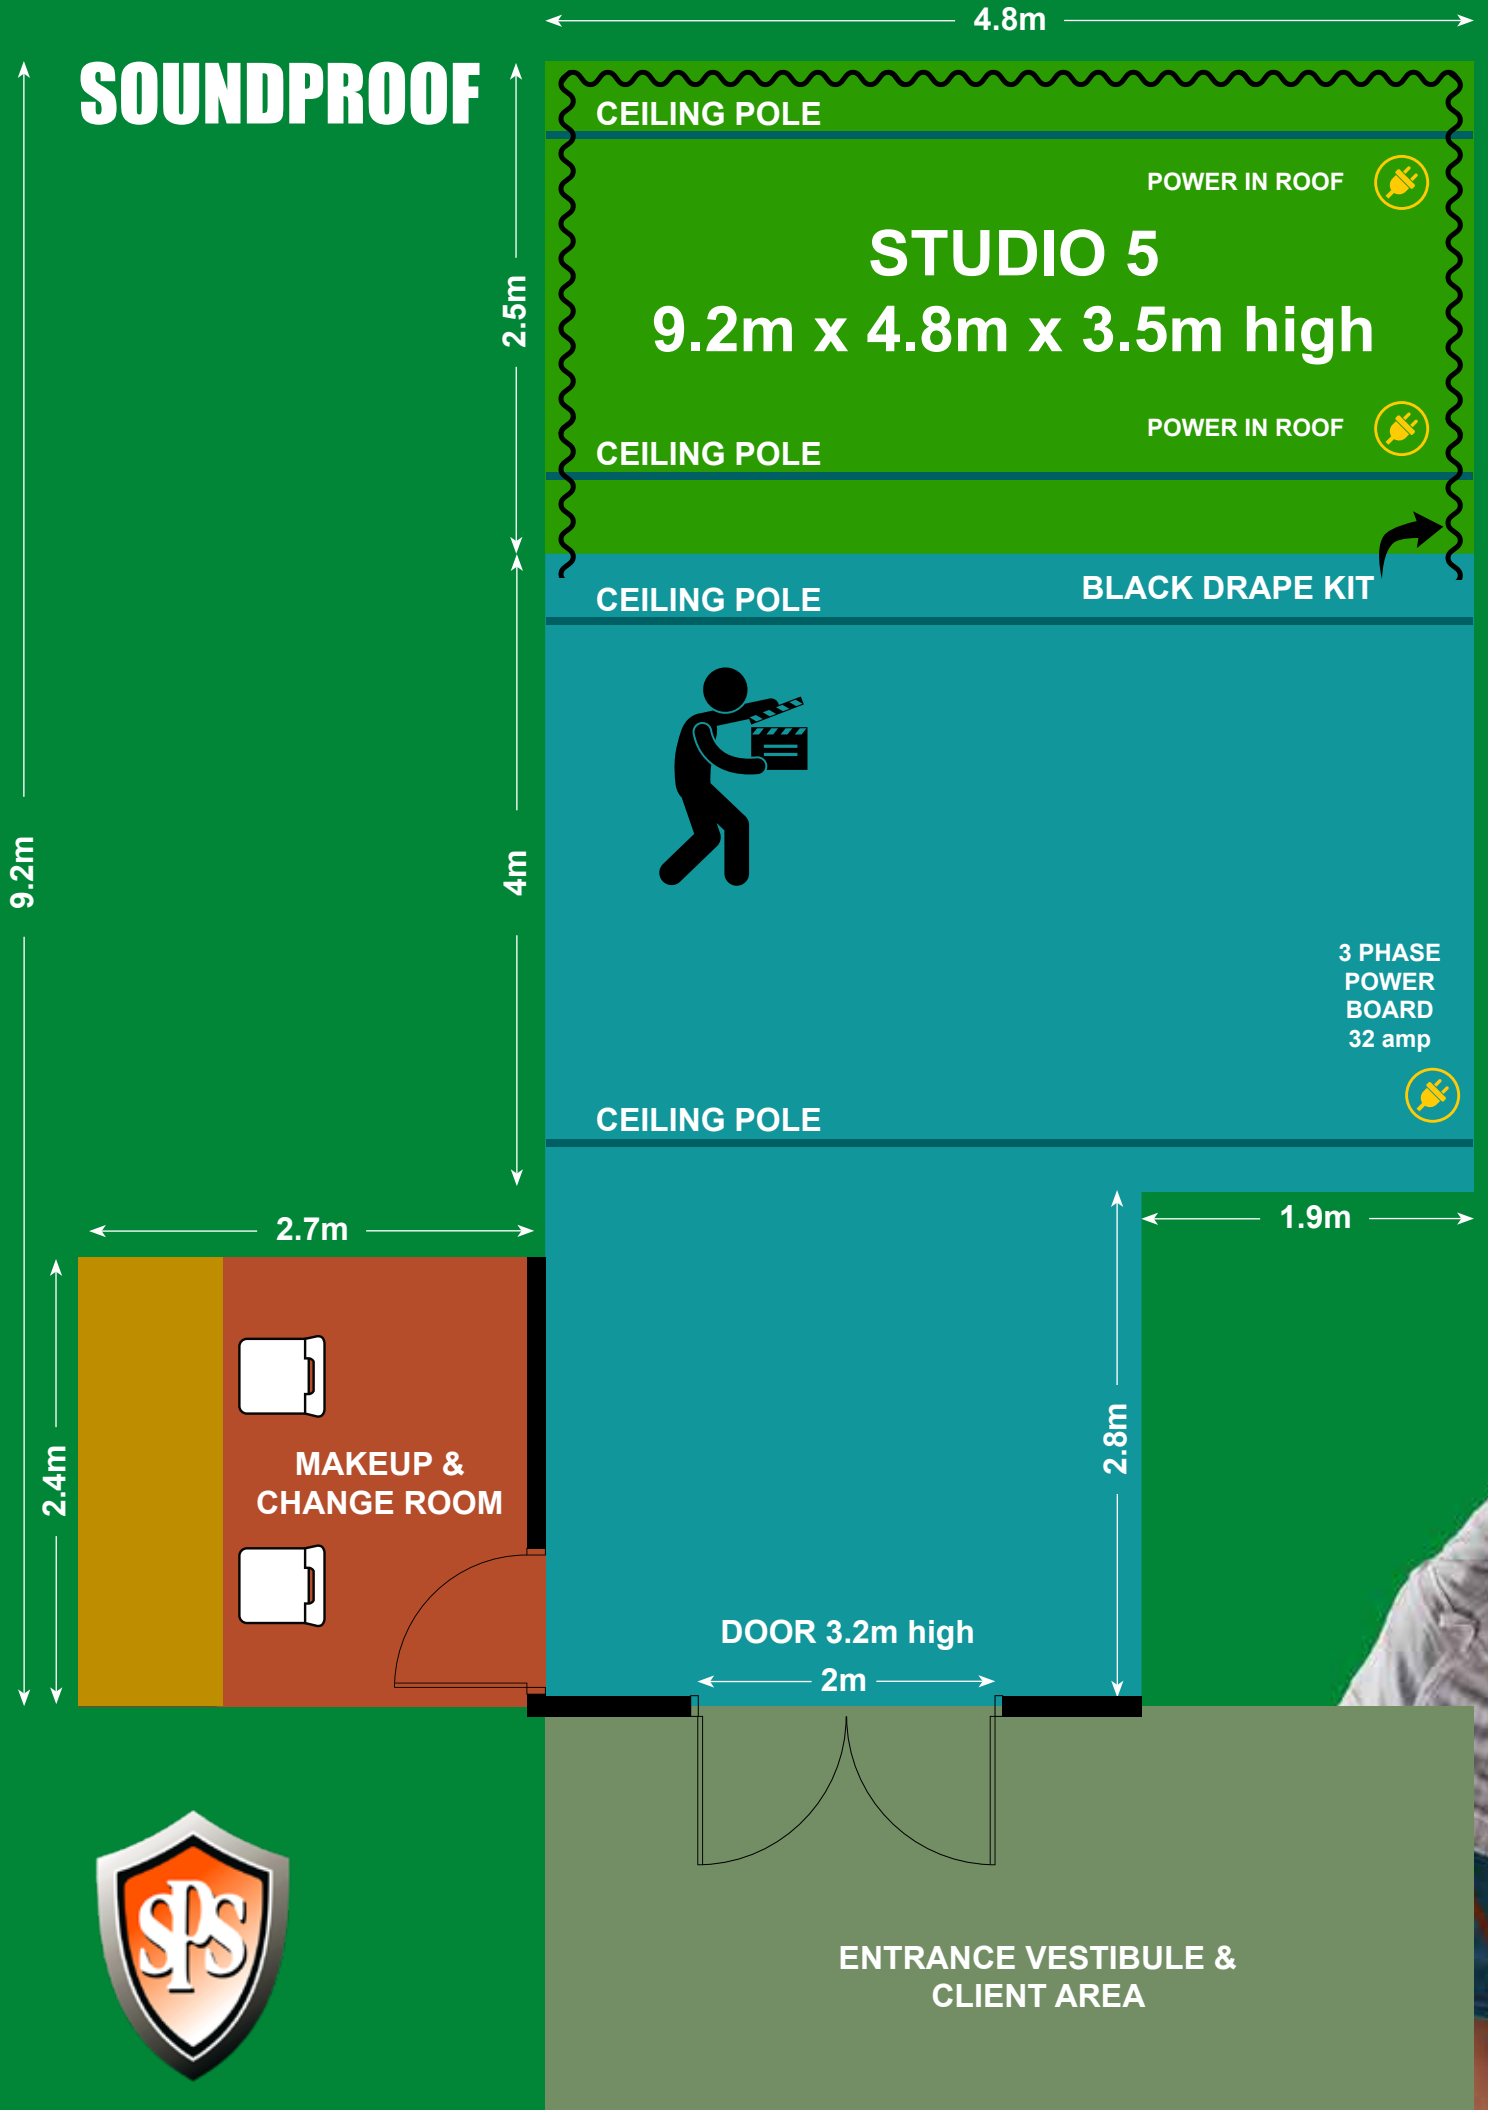 4.8m
SOUNDPROOF
CEILING POLE
POWER IN ROOF
STUDIO 5
9.2m x 4.8m x 3.5m high
2.5m
POWER IN ROOF
CEILING POLE
BLACK DRAPE KIT
CEILING POLE
9.2m
4m
3 PHASE
POWER
BOARD
32 amp
CEILING POLE
2.7m
1.9m
2.4m
2.8m
MAKEUP &
CHANGE ROOM
DOOR 3.2m high
2m
SPS
ENTRANCE VESTIBULE &
CLIENT AREA